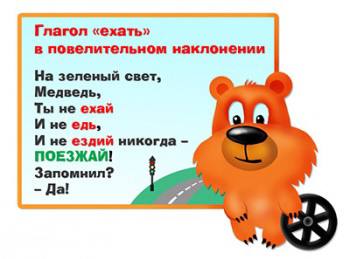 Глагол «ехать»
в повелительном наклонении
На зеленый свет,
Медведь,
Ты не ехай
И не едь,
И не ездий никогда –
ПОЕЗЖАЙ!
Запомнил?
– Да!